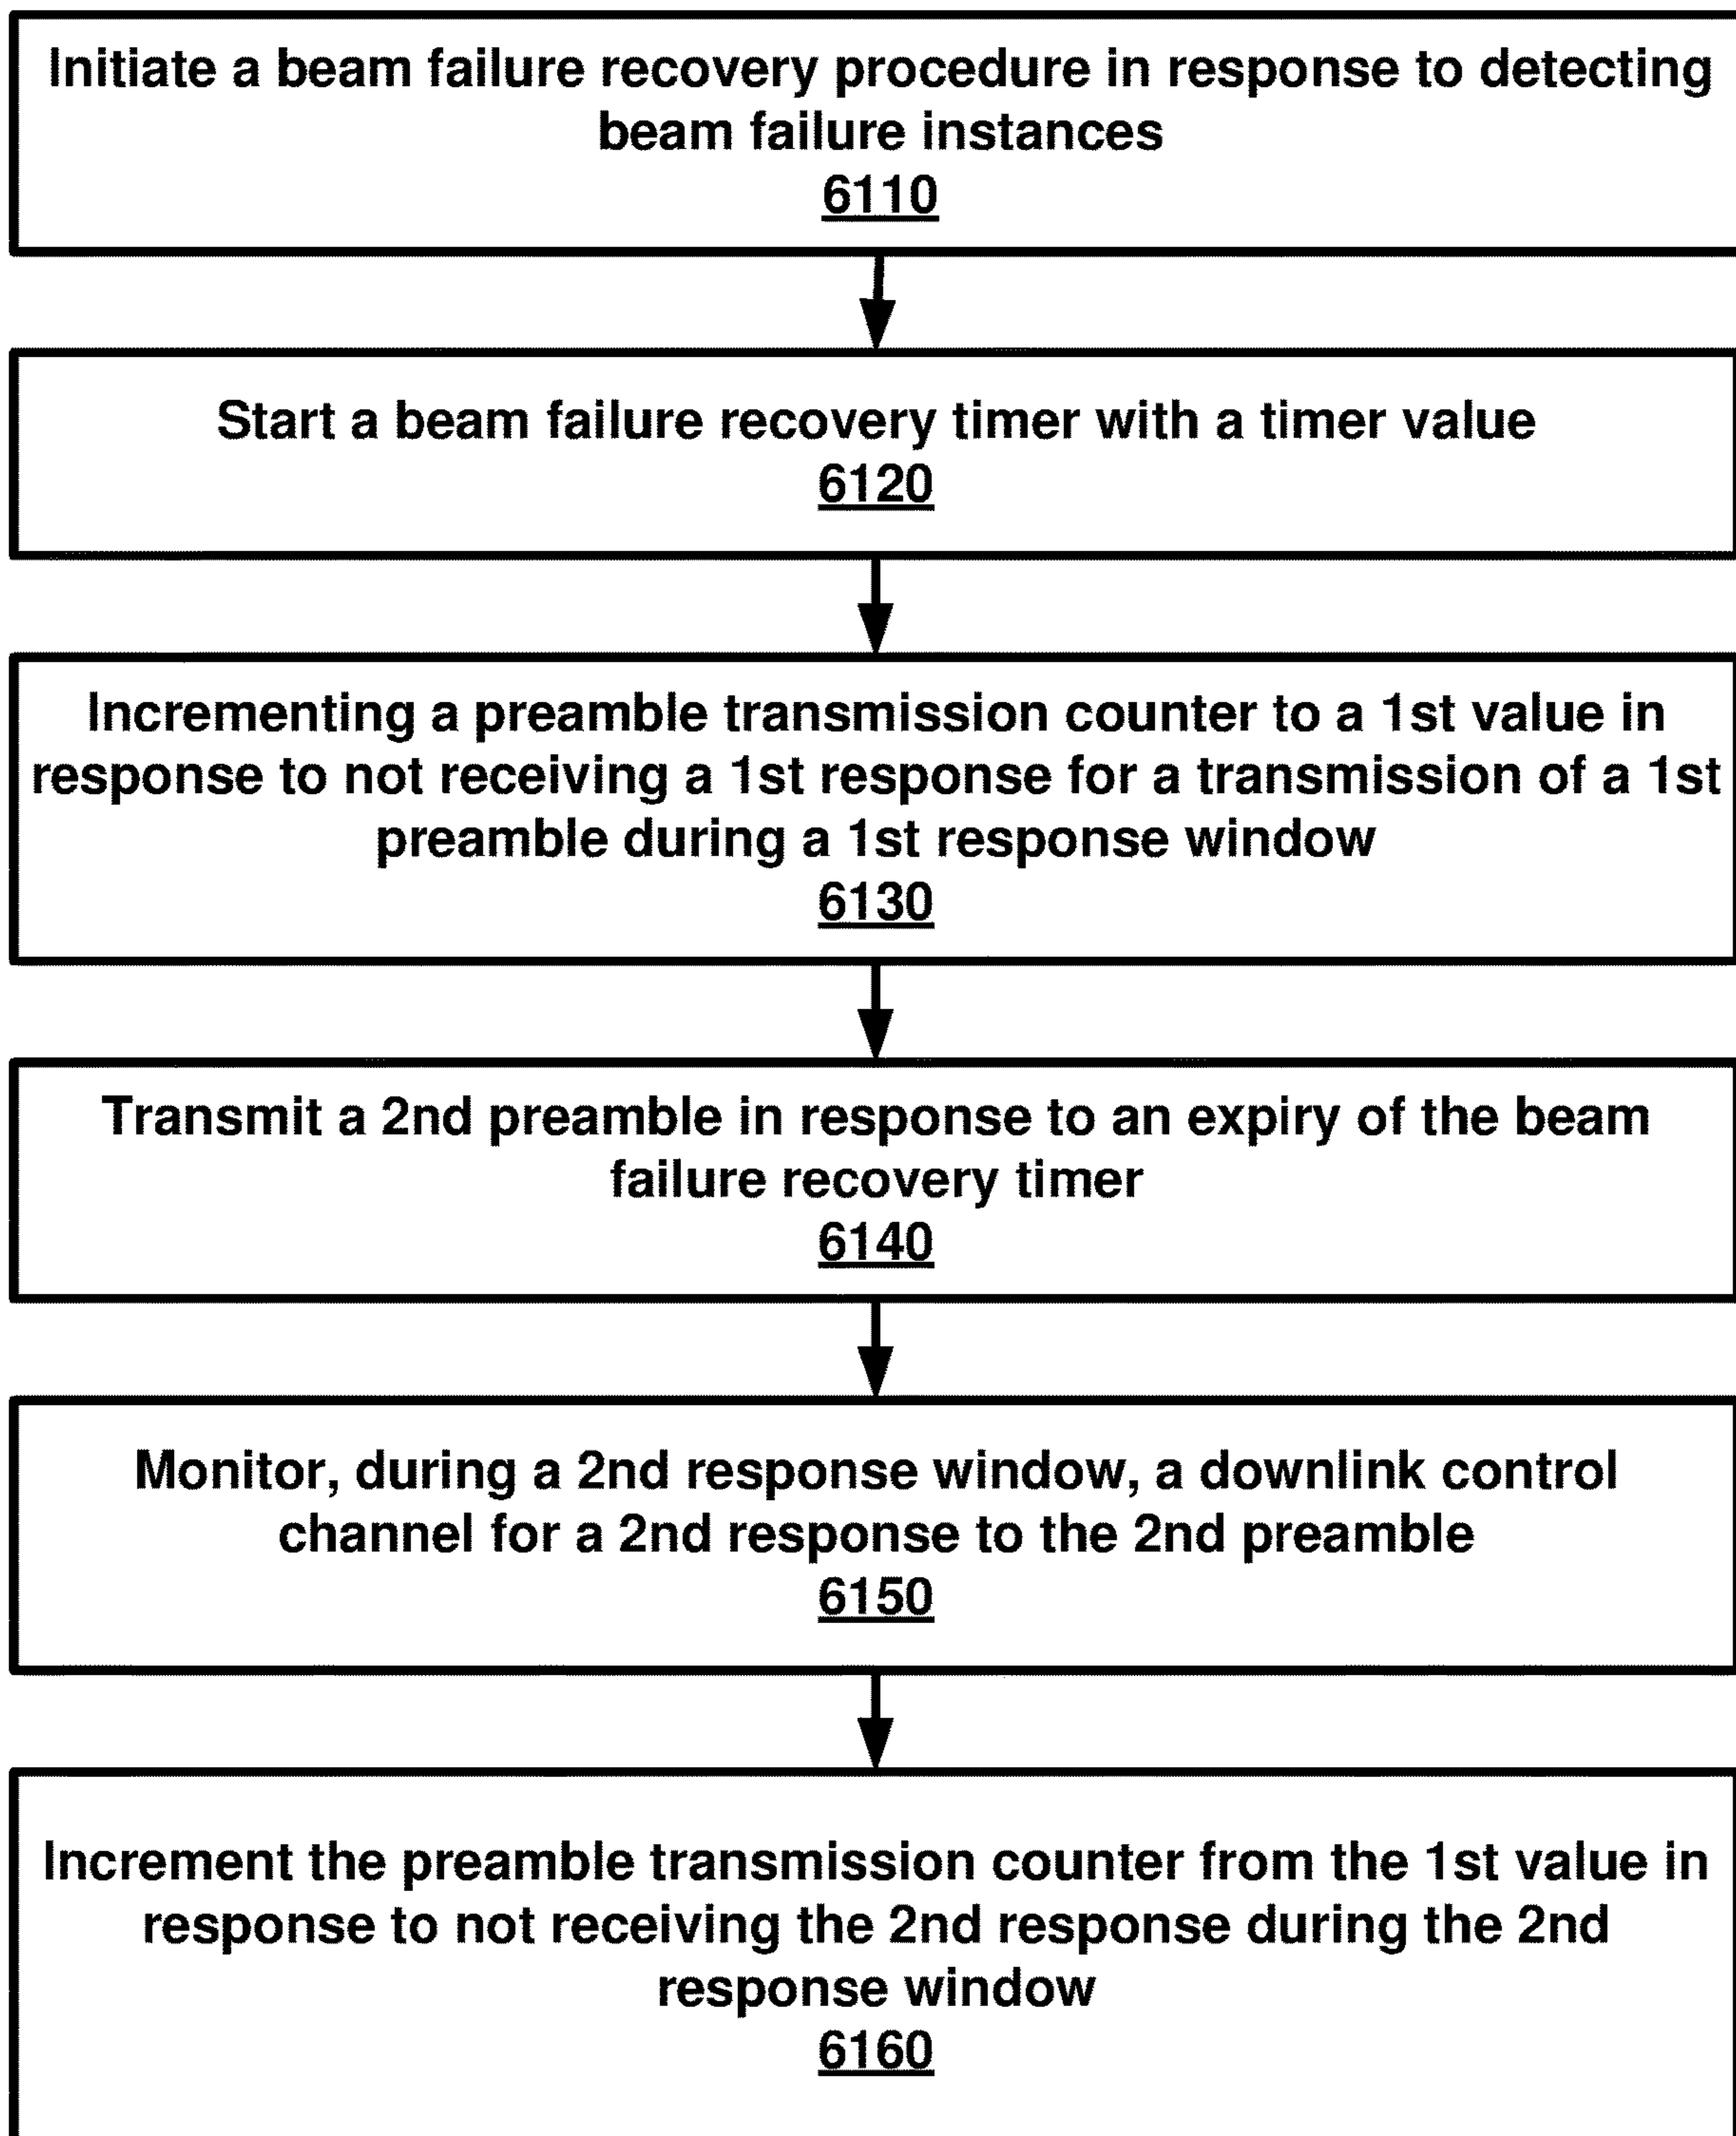 Initiate a beam failure recovery procedure in response to detecting
beam failure instances
6110
Start a beam failure recovery timer with a timer value
6120
Incrementing a preamble transmission counter to a 1st value in
response to not receiving a 1st response for a transmission of a 1st
preamble during a 1st response window
6130
Transmit a 2nd preamble in response to an expiry of the beam
failure recovery timer
6140
Monitor, during a 2nd response window, a downlink control
channel for a 2nd response to the 2nd preamble
6150
Increment the preamble transmission counter from the 1st value in
response to not receiving the 2nd response during the 2nd
response window
6160